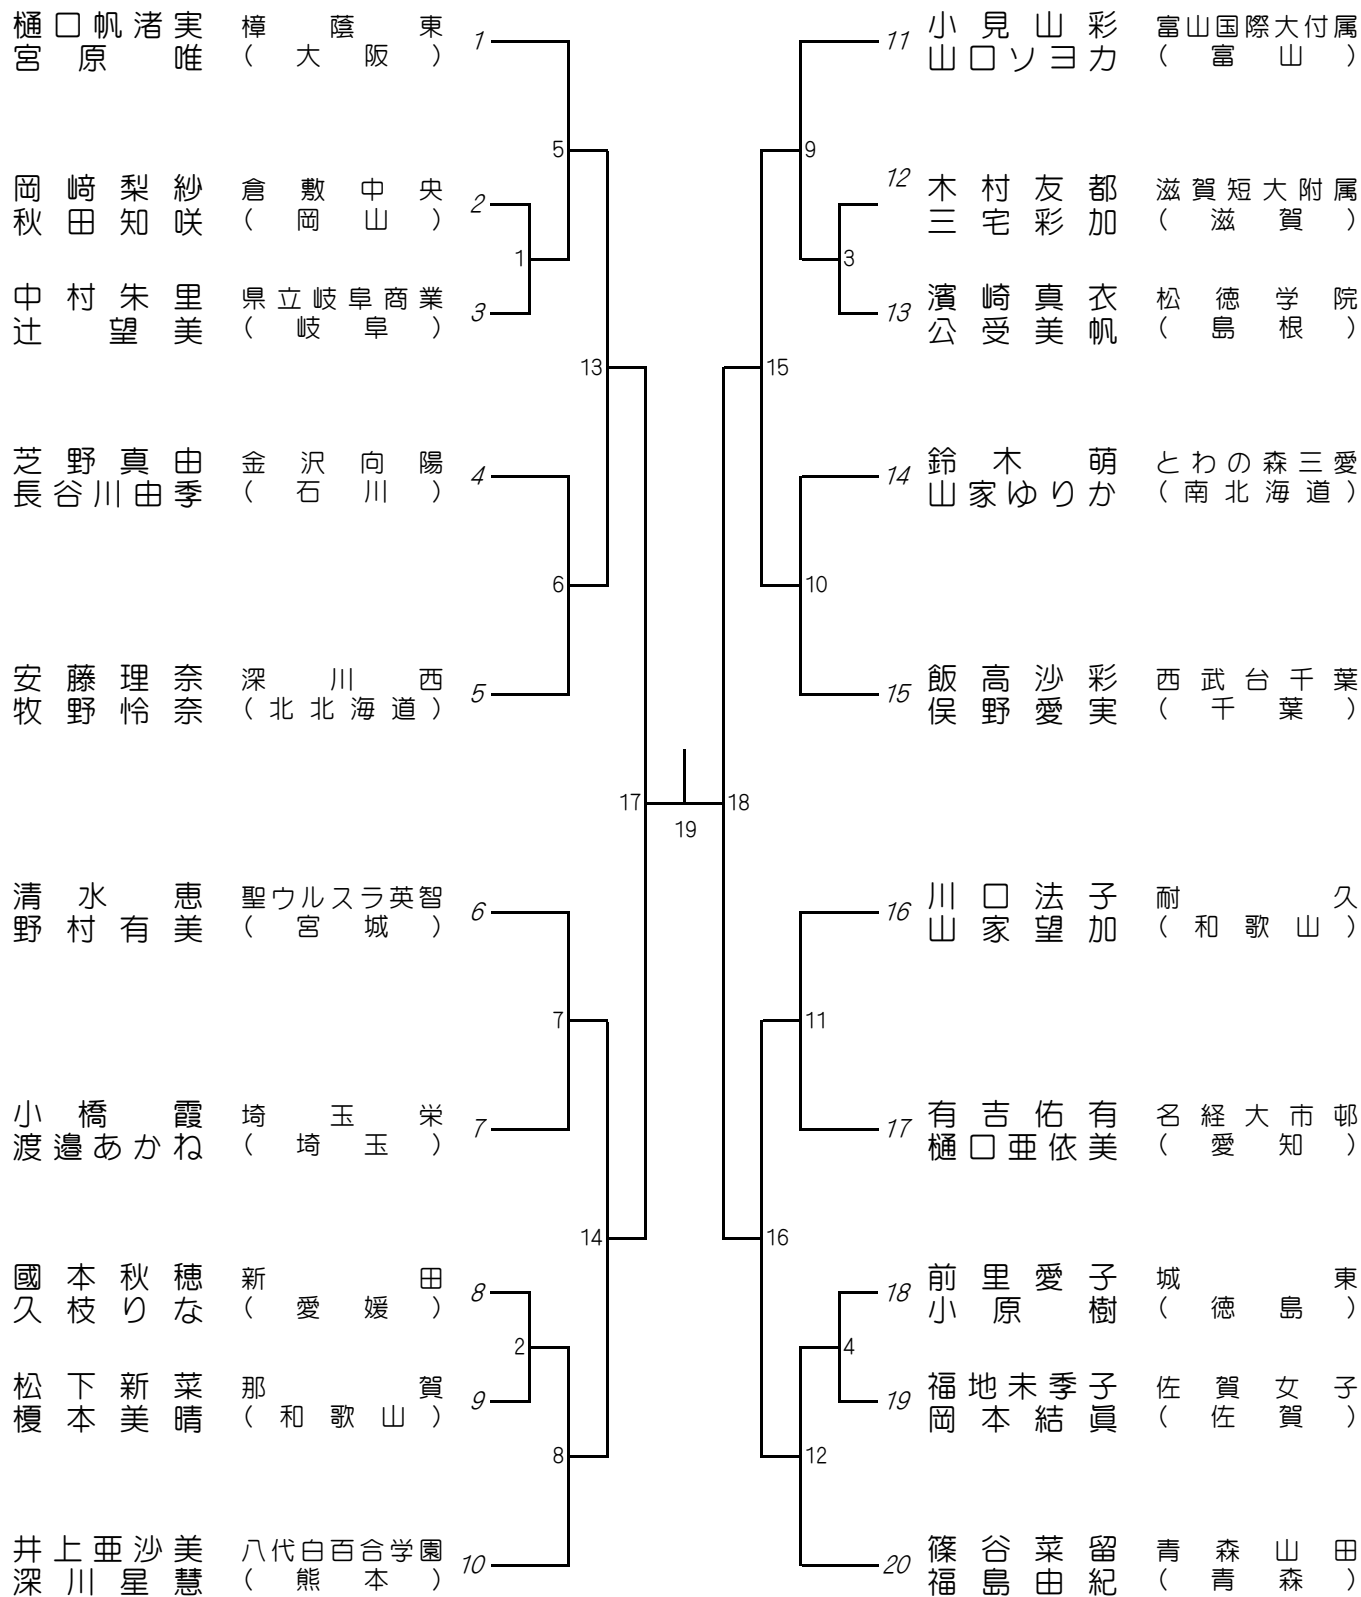 樋口帆渚実 樟蔭東 1
宮原唯 (大阪)
5
岡﨑梨紗 倉敷中央 2
秋田知咲 (岡山)
1
中村朱里 県立岐阜商業 3
辻望美 (岐阜)
13
芝野真由 金沢向陽 4
長谷川由季 (石川)
6
安藤理奈 深川西 5
牧野怜奈 (北北海道)
17
清水恵 聖ウルスラ英智 6
野村有美 (宮城)
7
小橋霞 埼玉栄 7
渡邉あかね (埼玉)
14
國本秋穂 新田 8
久枝りな (愛媛)
2
松下新菜 那賀 9
榎本美晴 (和歌山)
8
井上亜沙美 八代白百合学園 10
深川星慧 (熊本)
19
11 小見山彩 富山国際大付属
山口ソヨカ (富山)
9
12 木村友都 滋賀短大附属
三宅彩加 (滋賀)
3
13 濱崎真衣 松徳学院
公受美帆 (島根)
15
14 鈴木萌 とわの森三愛
山家ゆりか (南北海道)
10
15 飯高沙彩 西武台千葉
俣野愛実 (千葉)
18
16 川口法子 耐久
山家望加 (和歌山)
11
17 有吉佑有 名経大市邨
樋口亜依美 (愛知)
16
18 前里愛子 城東
小原樹 (徳島)
4
19 福地未季子 佐賀女子
岡本結眞 (佐賀)
12
20 篠谷菜留 青森山田
福島由紀 (青森)